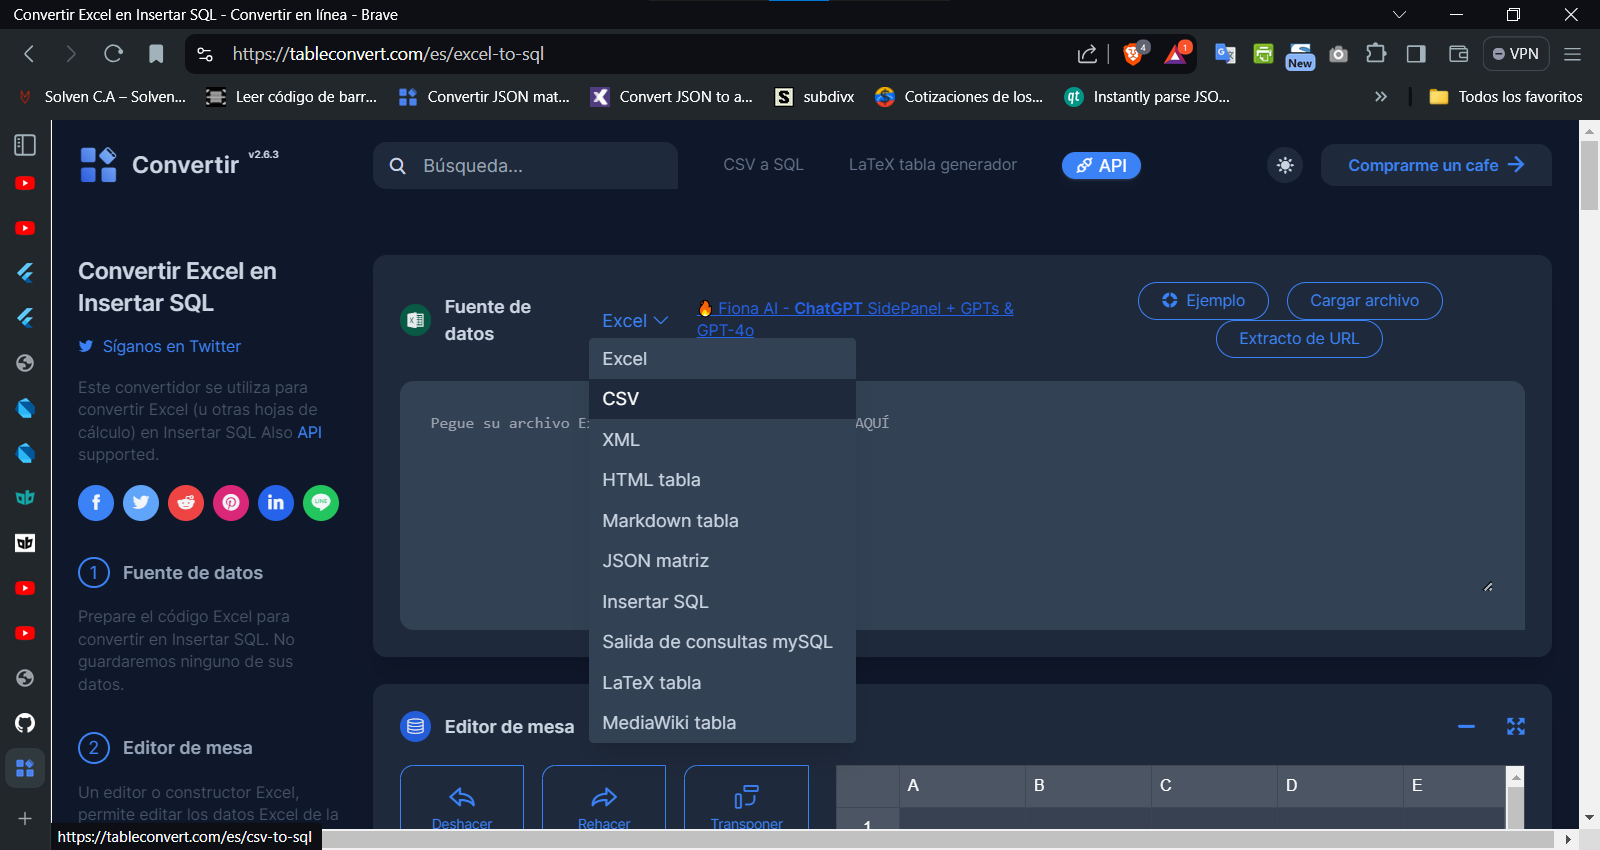 Convertir Excel en Insertar SQL - Convertir en línea - Brave
https://tableconvert.com/es/excel-to-sql
4
1
New
VPN
Solven C.A – Solven...
Leer código de barr...
Convertir JSON mat...
Convert JSON to a...
subdivx
Cotizaciones de los...
Instantly parse JSO...
»
Todos los favoritos
Convertir v2.6.3
Búsqueda...
CSV a SQL
LaTeX tabla generador
API
Comprarme un cafe
Convertir Excel en
Insertar SQL
Síganos en Twitter
Este convertidor se utiliza para
convertir Excel (u otras hojas de
cálculo) en Insertar SQL Also API
supported.
1 Fuente de datos
Prepare el código Excel para
convertir en Insertar SQL. No
guardaremos ninguno de sus
datos.
2 Editor de mesa
Un editor o constructor Excel,
permite editar los datos Excel de la
Fuente de
datos
Excel
🔥 Fiona AI - ChatGPT SidePanel + GPTs &
GPT-4o
Ejemplo
Cargar archivo
Extracto de URL
Pegue su archivo E
AQUÍ
Excel
CSV
XML
HTML tabla
Markdown tabla
JSON matriz
Insertar SQL
Salida de consultas mySQL
LaTeX tabla
MediaWiki tabla
Editor de mesa
Deshacer
Rehacer
Transponer
A B C D E
1
https://tableconvert.com/es/csv-to-sql